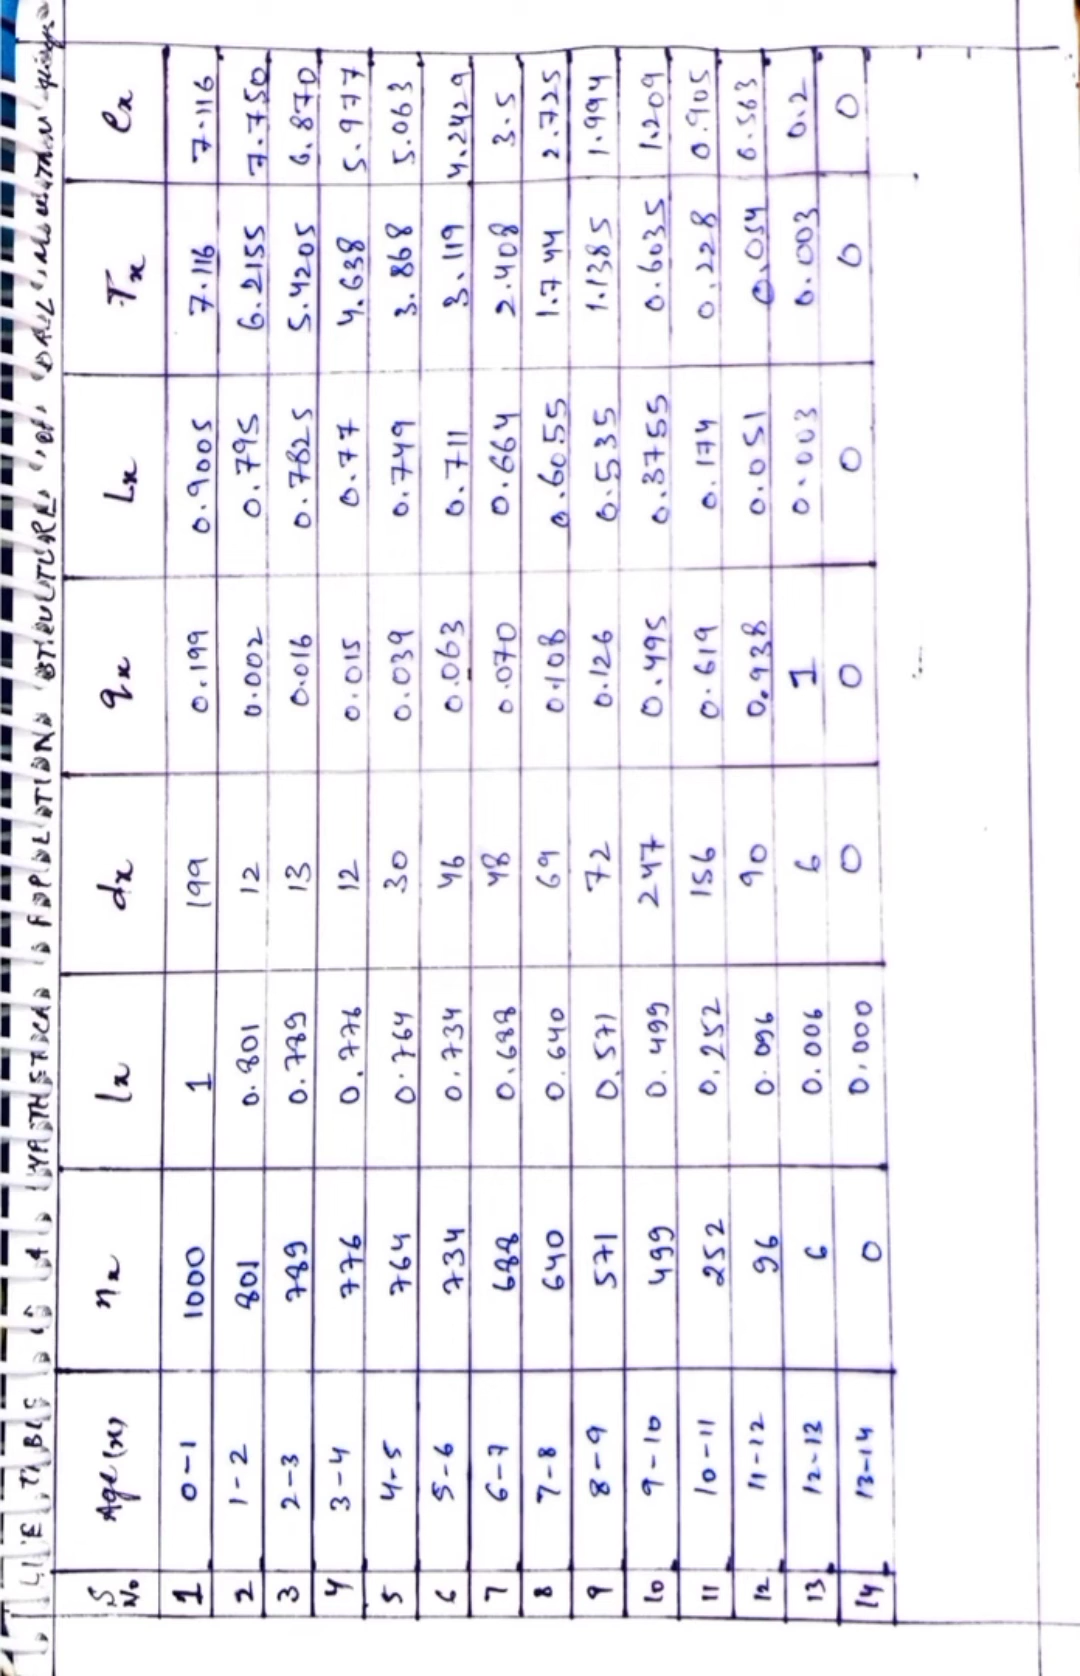 LIFE TABLE
S No. Age (x) nx lx dx qx Lx Tx ex
1 0-1 1000 1 199 0.199 0.9005 7.116 7.116
2 1-2 801 0.801 12 0.002 0.795 6.2155 7.750
3 2-3 789 0.789 13 0.016 0.7825 5.4205 6.870
4 3-4 776 0.776 12 0.015 0.77 4.638 5.977
5 4-5 764 0.764 30 0.039 0.749 3.868 5.063
6 5-6 734 0.734 46 0.063 0.711 3.119 4.2429
7 6-7 688 0.688 48 0.070 0.664 2.408 3.5
8 7-8 640 0.640 69 0.108 0.6055 1.744 2.725
9 8-9 571 0.571 72 0.126 0.535 1.1385 1.994
10 9-10 499 0.499 247 0.495 0.3755 0.6035 1.209
11 10-11 252 0.252 156 0.619 0.174 0.228 0.905
12 11-12 96 0.096 90 0.938 0.051 0.054 0.563
13 12-13 6 0.006 6 1 0.003 0.003 0.2
14 13-14 0 0.000 0 0 0 0 0